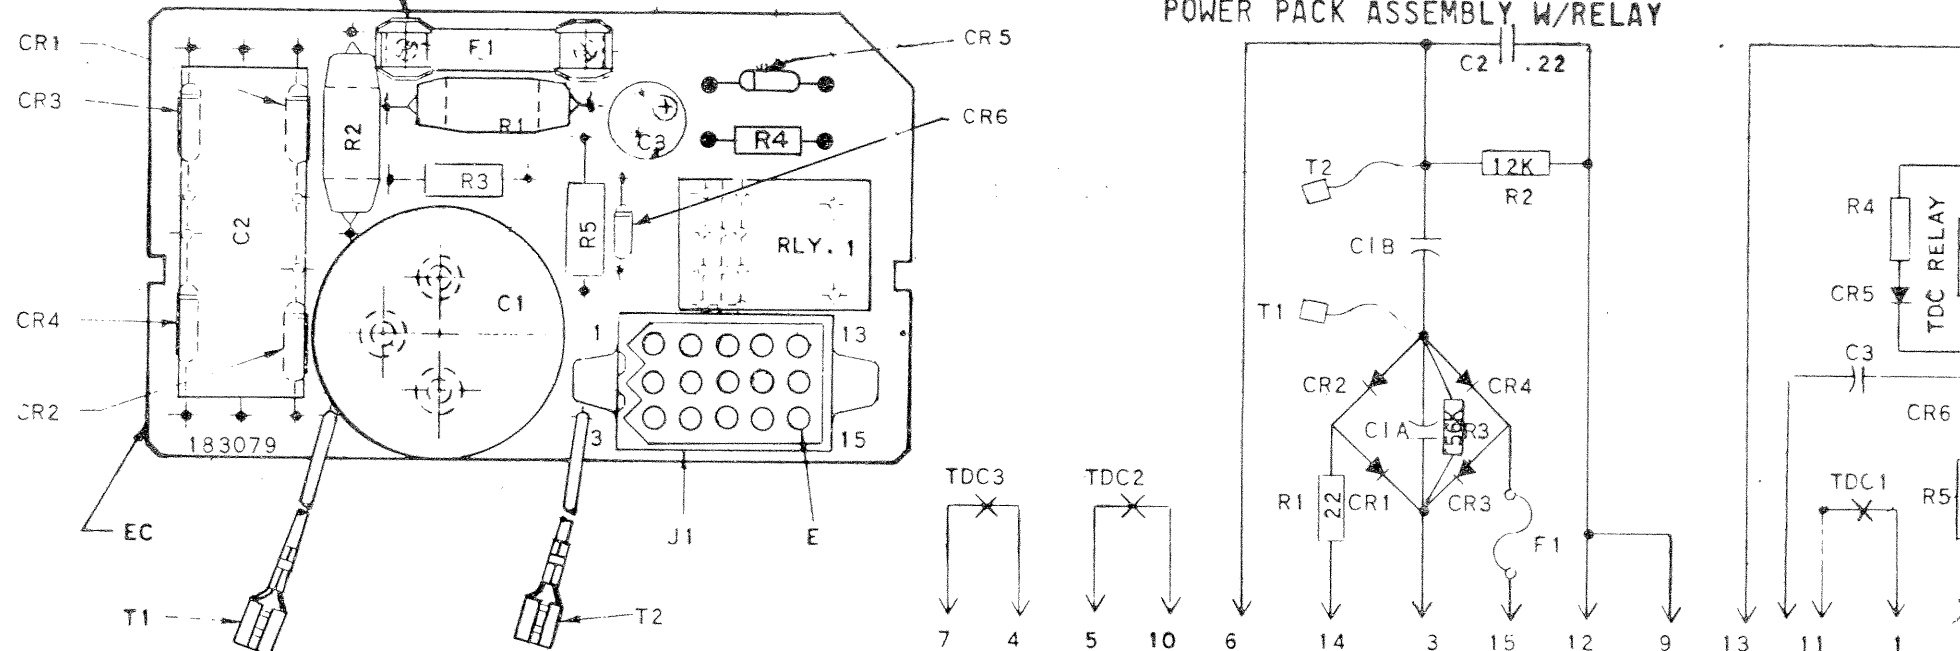 POWER PACK ASSEMBLY W/RELAY
CR1
F1
CR5
CR3
R2
R1
C3
R4
CR6
R3
C2
R5
RLY. 1
C1
CR4
1
13
CR2
183079
3
15
EC
J1
E
T1
T2
C2 .22
T2
12K
R2
C1B
T1
CR2
CR4
C1A
56K
R3
R1
22
CR1
CR3
F1
TDC3
TDC2
R4
TDC RELAY
CR5
C3
CR6
TDC1
R5
7 4 5 10 6 14 3 15 12 9 13 11 1